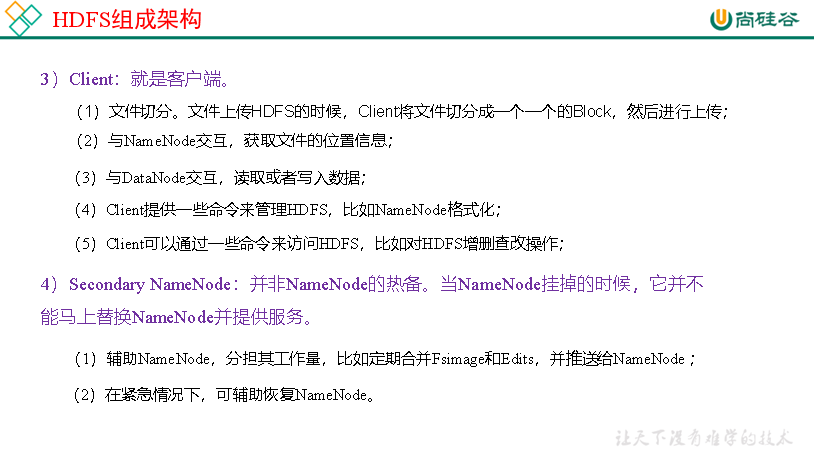 HDFS组成架构
尚硅谷
3）Client：就是客户端。
（1）文件切分。文件上传HDFS的时候，Client将文件切分成一个一个的Block，然后进行上传；
（2）与NameNode交互，获取文件的位置信息；
（3）与DataNode交互，读取或者写入数据；
（4）Client提供一些命令来管理HDFS，比如NameNode格式化；
（5）Client可以通过一些命令来访问HDFS，比如对HDFS增删查改操作；
4）Secondary NameNode：并非NameNode的热备。当NameNode挂掉的时候，它并不
能马上替换NameNode并提供服务。
（1）辅助NameNode，分担其工作量，比如定期合并Fsimage和Edits，并推送给NameNode ；
（2）在紧急情况下，可辅助恢复NameNode。
让天下没有难学的技术